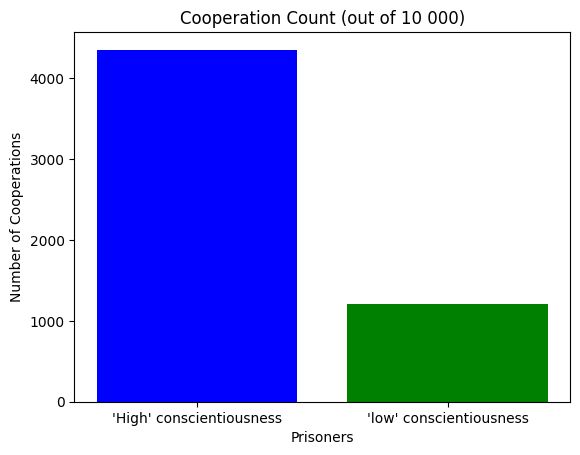 Cooperation Count (out of 10 000)
Number of Cooperations
4000
3000
2000
1000
0
'High' conscientiousness
'low' conscientiousness
Prisoners